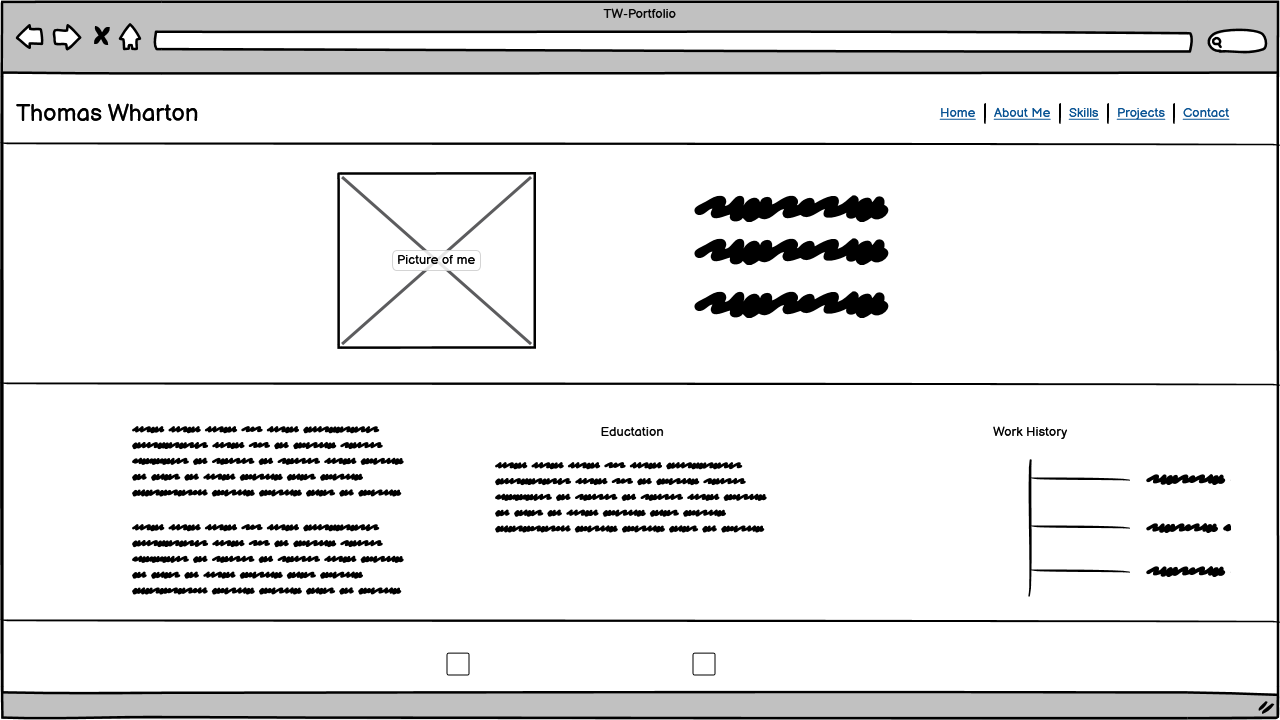 TW-Portfolio
Thomas Wharton
Home About Me Skills Projects Contact
Picture of me
Eductation
Work History